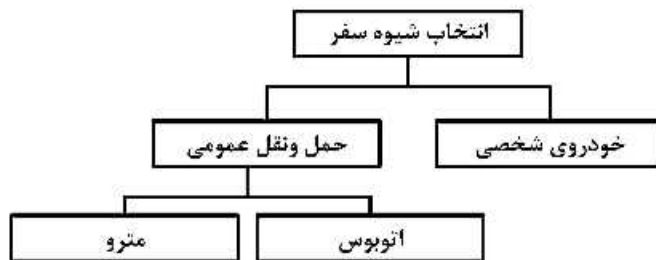 انتخاب شیوه سفر
خودروی شخصی
حمل ونقل عمومی
اتوبوس
مترو